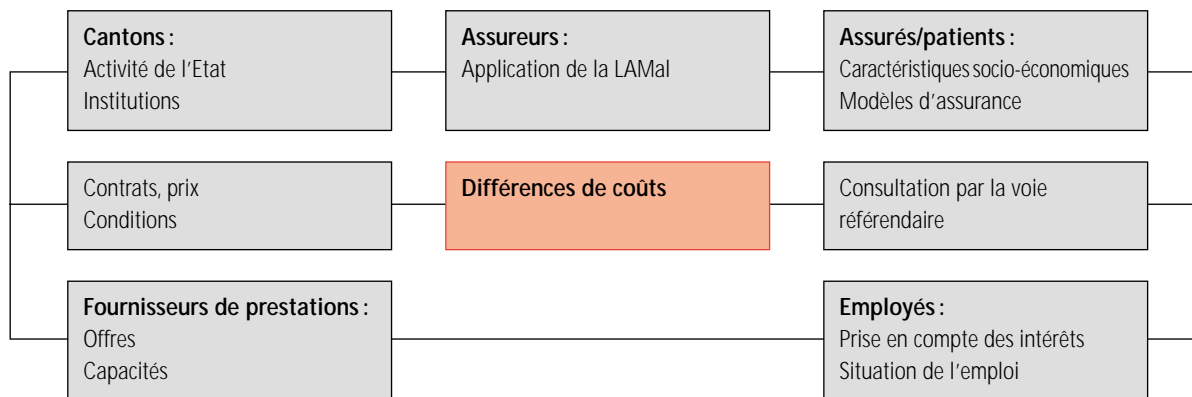 Cantons :
Activité de l'Etat
Institutions
Assureurs :
Application de la LAMal
Assurés/patients :
Caractéristiques socio-économiques
Modèles d'assurance
Contrats, prix
Conditions
Différences de coûts
Consultation par la voie
référendaire
Fournisseurs de prestations :
Offres
Capacités
Employés :
Prise en compte des intérêts
Situation de l'emploi